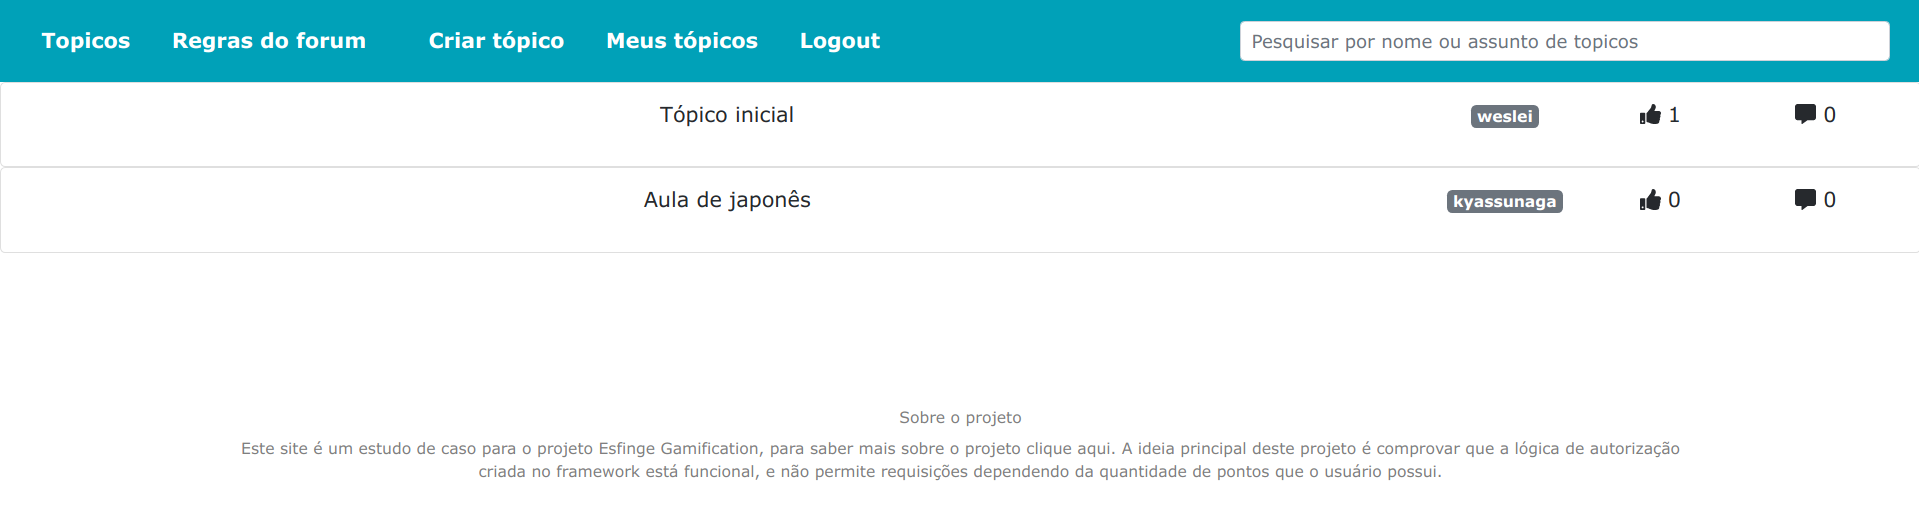 Topicos Regras do forum Criar tópico Meus tópicos Logout Pesquisar por nome ou assunto de topicos
Tópico inicial weslei 1 0
Aula de japonês kyassunaga 0 0
Sobre o projeto
Este site é um estudo de caso para o projeto Esfinge Gamification, para saber mais sobre o projeto clique aqui. A ideia principal deste projeto é comprovar que a lógica de autorização
criada no framework está funcional, e não permite requisições dependendo da quantidade de pontos que o usuário possui.